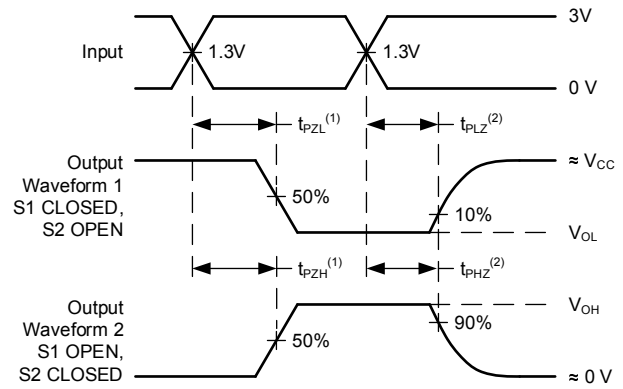 3V
Input
1.3V
1.3V
0 V
tPZL(1)
tPLZ(2)
Output
Waveform 1
S1 CLOSED,
S2 OPEN
≈ VCC
50%
10%
VOL
tPZH(1)
tPHZ(2)
Output
Waveform 2
S1 OPEN,
S2 CLOSED
VOH
90%
50%
≈ 0 V